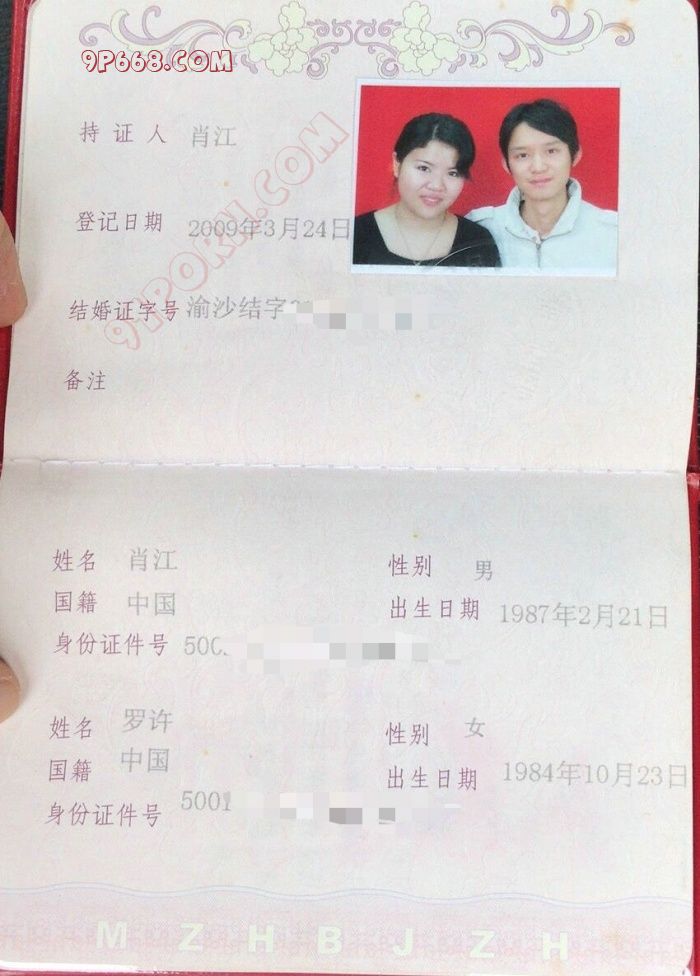 9P668.COM
持证人 肖江
91PORN.COM
登记日期 2009年3月24日
结婚证字号 渝沙结字
备注
姓名 肖江 性别 男
国籍 中国 出生日期 1987年2月21日
身份证件号
姓名 罗许 性别 女
国籍 中国 出生日期 1984年10月23日
身份证件号
MZHBJZH